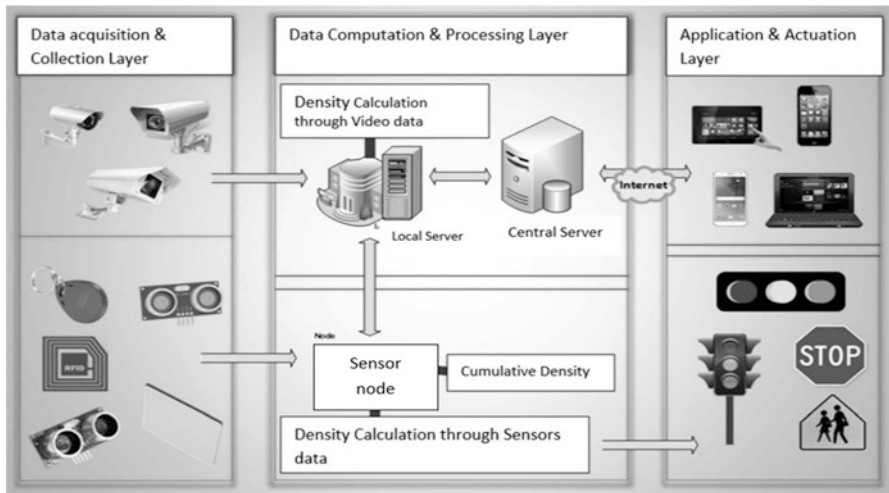 Data acquisition &
Collection Layer
Data Computation & Processing Layer
Application & Actuation
Layer
Density Calculation
through Video data
Internet
Local Server
Central Server
Node
Sensor
node
Cumulative Density
Density Calculation through Sensors
data
RFID
STOP